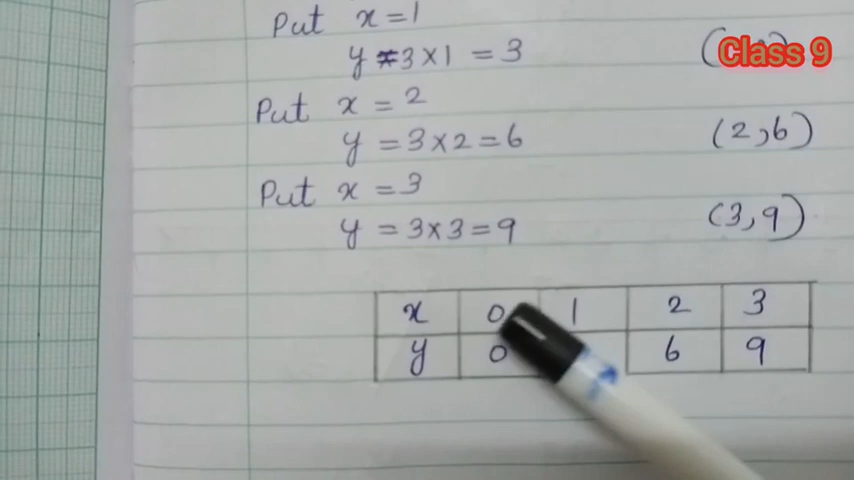 Put x = 1
y = 3 × 1 = 3
Class 9
Put x = 2
y = 3 × 2 = 6 (2, 6)
Put x = 3
y = 3 × 3 = 9 (3, 9)
x 0 1 2 3
y 0 6 9